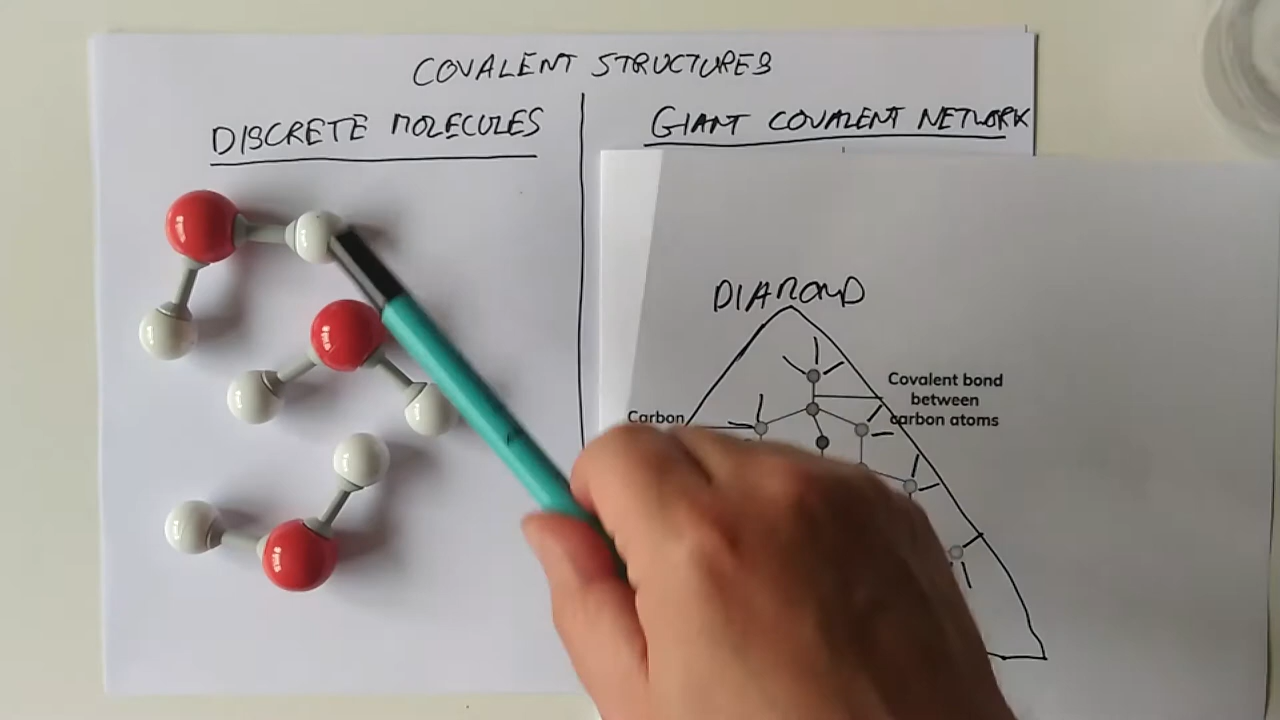 COVALENT STRUCTURES
DISCRETE MOLECULES
GIANT COVALENT NETWORK
DIAMOND
Covalent bond
between
carbon atoms
Carbon